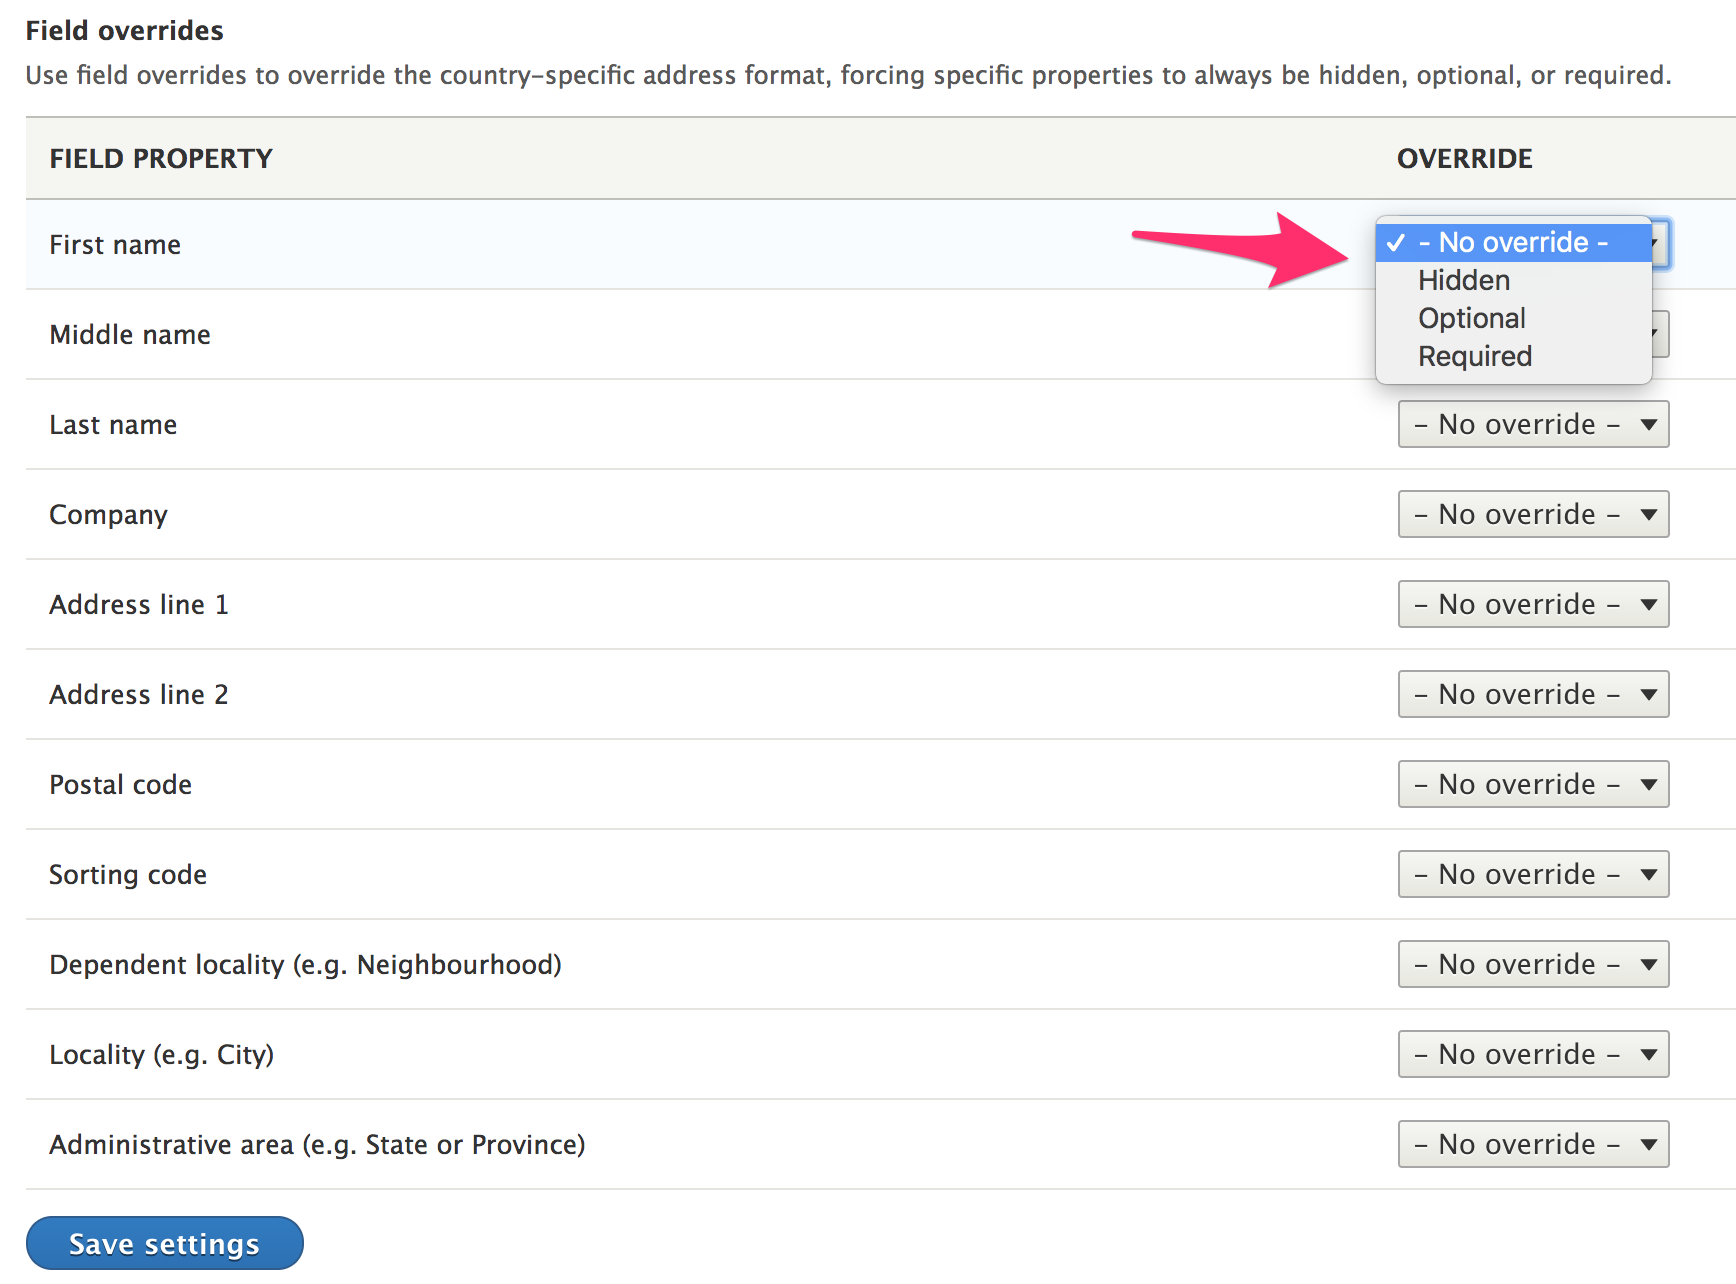 Field overrides
Use field overrides to override the country-specific address format, forcing specific properties to always be hidden, optional, or required.
FIELD PROPERTY OVERRIDE
First name ✓ - No override -
Hidden
Optional
Middle name
Required
Last name - No override -
Company - No override -
Address line 1 - No override -
Address line 2 - No override -
Postal code - No override -
Sorting code - No override -
Dependent locality (e.g. Neighbourhood) - No override -
Locality (e.g. City) - No override -
Administrative area (e.g. State or Province) - No override -
Save settings